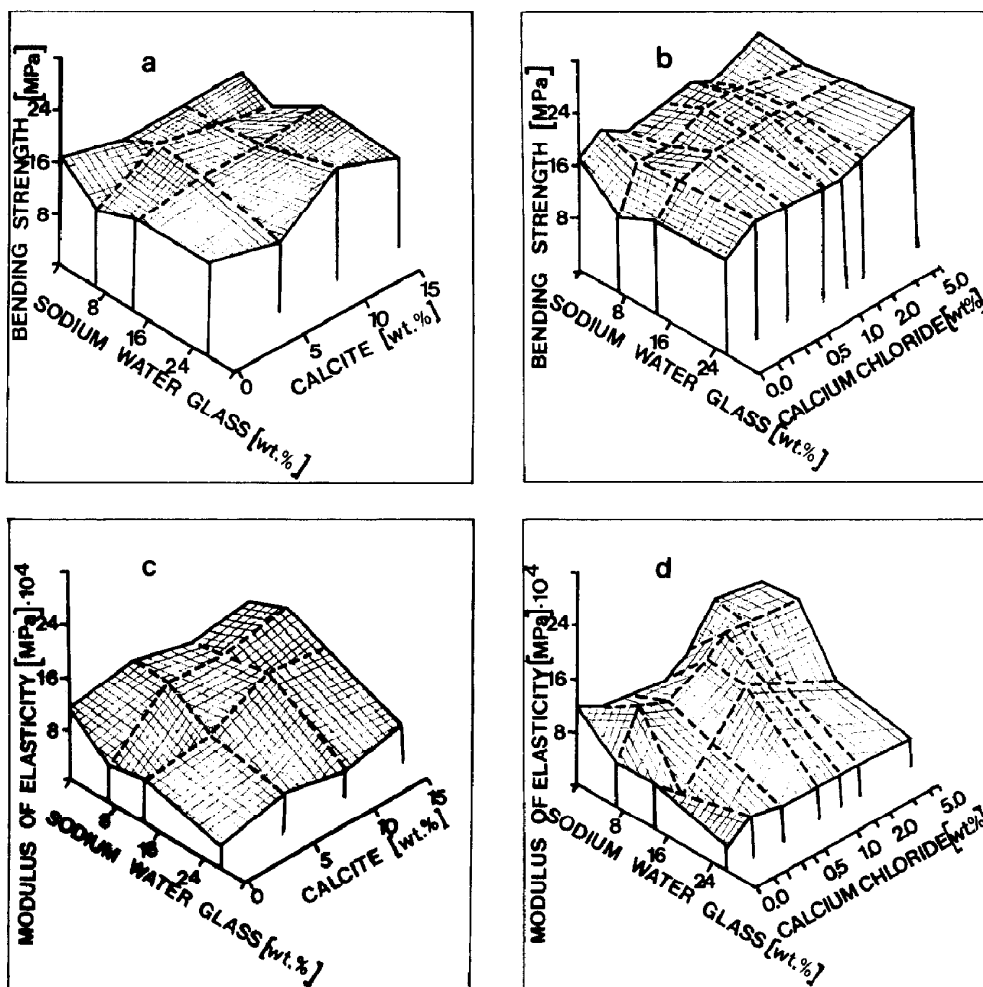 a
BENDING STRENGTH [MPa]
24
16
8
8
16
24
SODIUM WATER GLASS [wt.%]
0
5
10
15
CALCITE [wt.%]
b
BENDING STRENGTH [MPa]
24
16
8
8
16
24
SODIUM WATER GLASS [wt.%]
0.0
0.5
1.0
2.0
5.0
CALCIUM CHLORIDE [wt%]
c
MODULUS OF ELASTICITY [MPa]·10⁴
24
16
8
8
16
24
SODIUM WATER GLASS [wt.%]
0
5
10
15
CALCITE [wt.%]
d
MODULUS OF ELASTICITY [MPa]·10⁴
24
16
8
8
16
24
SODIUM WATER GLASS [wt.%]
0.0
0.5
1.0
2.0
5.0
CALCIUM CHLORIDE [wt%]